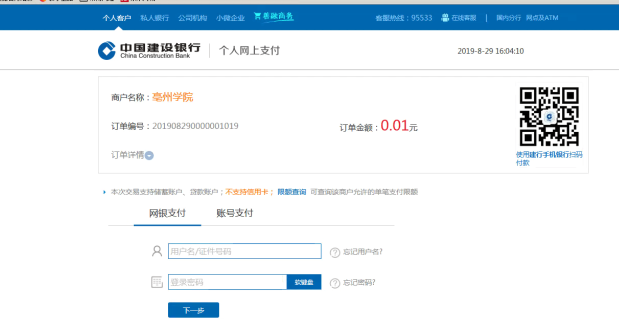 个人客户 私人银行 公司机构 小微企业 善融商务 客服热线：95533 在线客服 | 国内分行 网点及ATM
中国建设银行 个人网上支付 2019-8-29 16:04:10
China Construction Bank
商户名称：亳州学院
订单编号：201908290000001019 订单金额：0.01元
订单详情
使用建行手机银行扫码付款
本次交易支持储蓄账户、贷款账户；不支持信用卡； 限额查询 可查询该商户允许的单笔支付限额
网银支付 账号支付
用户名/证件号码 忘记用户名?
登录密码 软键盘 忘记密码?
下一步